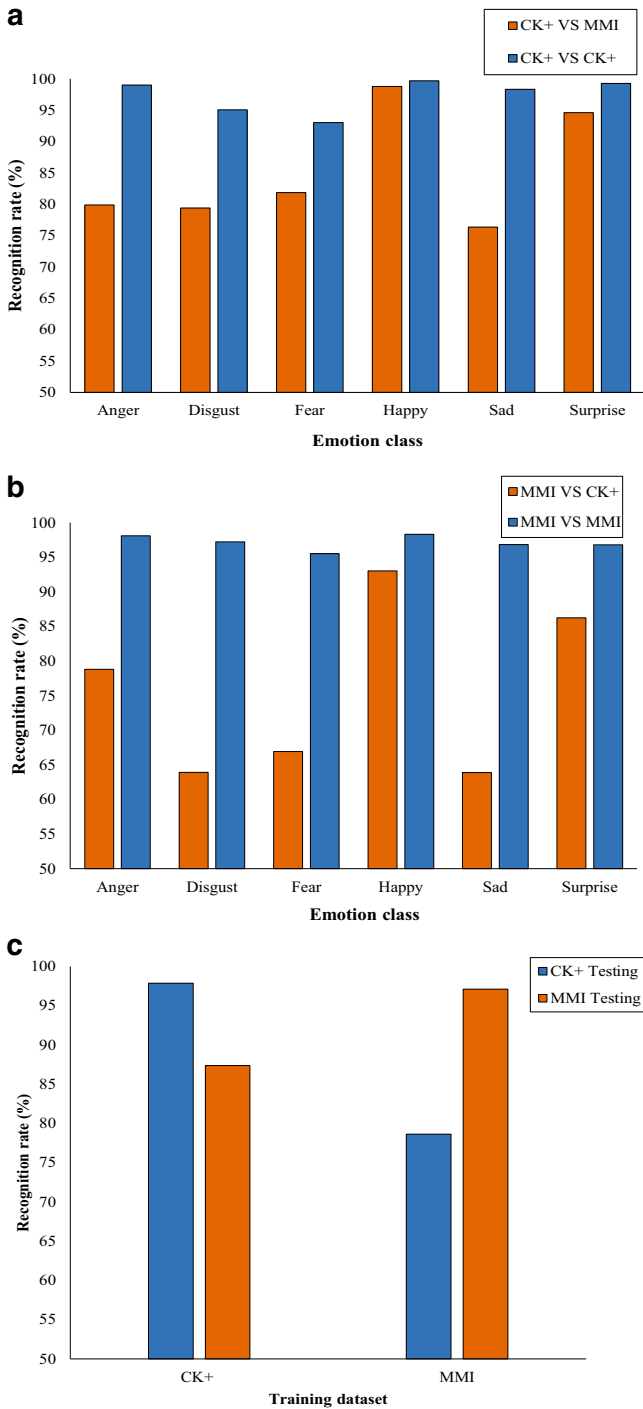 a
CK+ VS MMI
CK+ VS CK+
100
95
90
85
80
75
70
65
60
55
50
Recognition rate (%)
Anger Disgust Fear Happy Sad Surprise
Emotion class
b
MMI VS CK+
MMI VS MMI
100
95
90
85
80
75
70
65
60
55
50
Recognition rate (%)
Anger Disgust Fear Happy Sad Surprise
Emotion class
c
CK+ Testing
MMI Testing
100
95
90
85
80
75
70
65
60
55
50
Recognition rate (%)
CK+ MMI
Training dataset